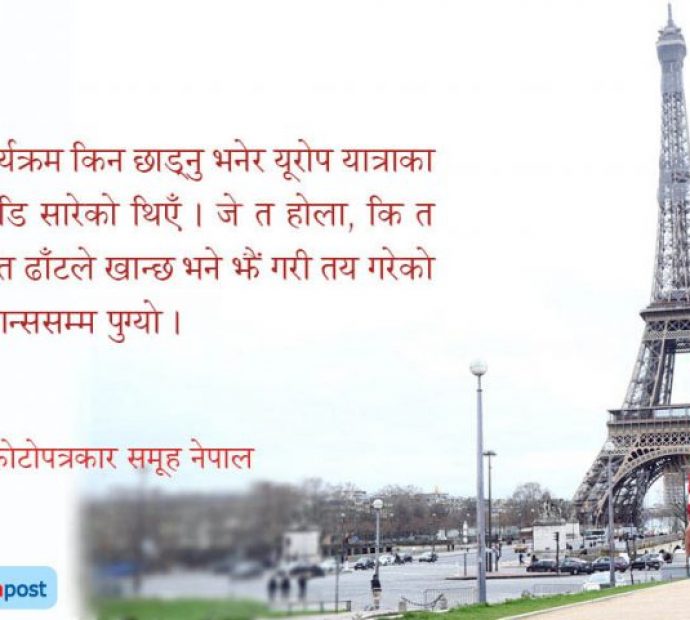 र्यक्रम किन छाड्नु भनेर यूरोप यात्राका
डि सारेको थिएँ । जे त होला, कि त
त ढाँटले खान्छ भने झैं गरी तय गरेको
ान्ससम्म पुग्यो ।
ोटोपत्रकार समूह नेपाल
post